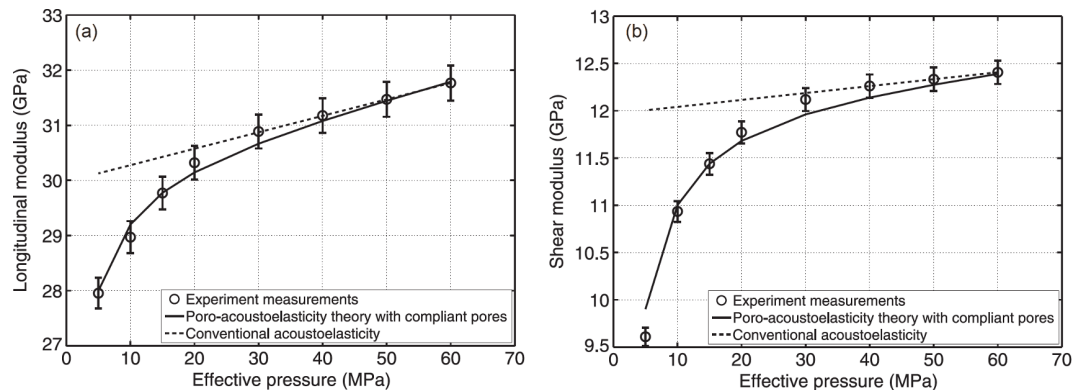 (a)
33
32
31
30
29
28
27
Longitudinal modulus (GPa)
0 10 20 30 40 50 60 70
Effective pressure (MPa)
Experiment measurements
Poro-acoustoelasticity theory with compliant pores
Conventional acoustoelasticity
(b)
13
12.5
12
11.5
11
10.5
10
9.5
Shear modulus (GPa)
0 10 20 30 40 50 60 70
Effective pressure (MPa)
Experiment measurements
Poro-acoustoelasticity theory with compliant pores
Conventional acoustoelasticity